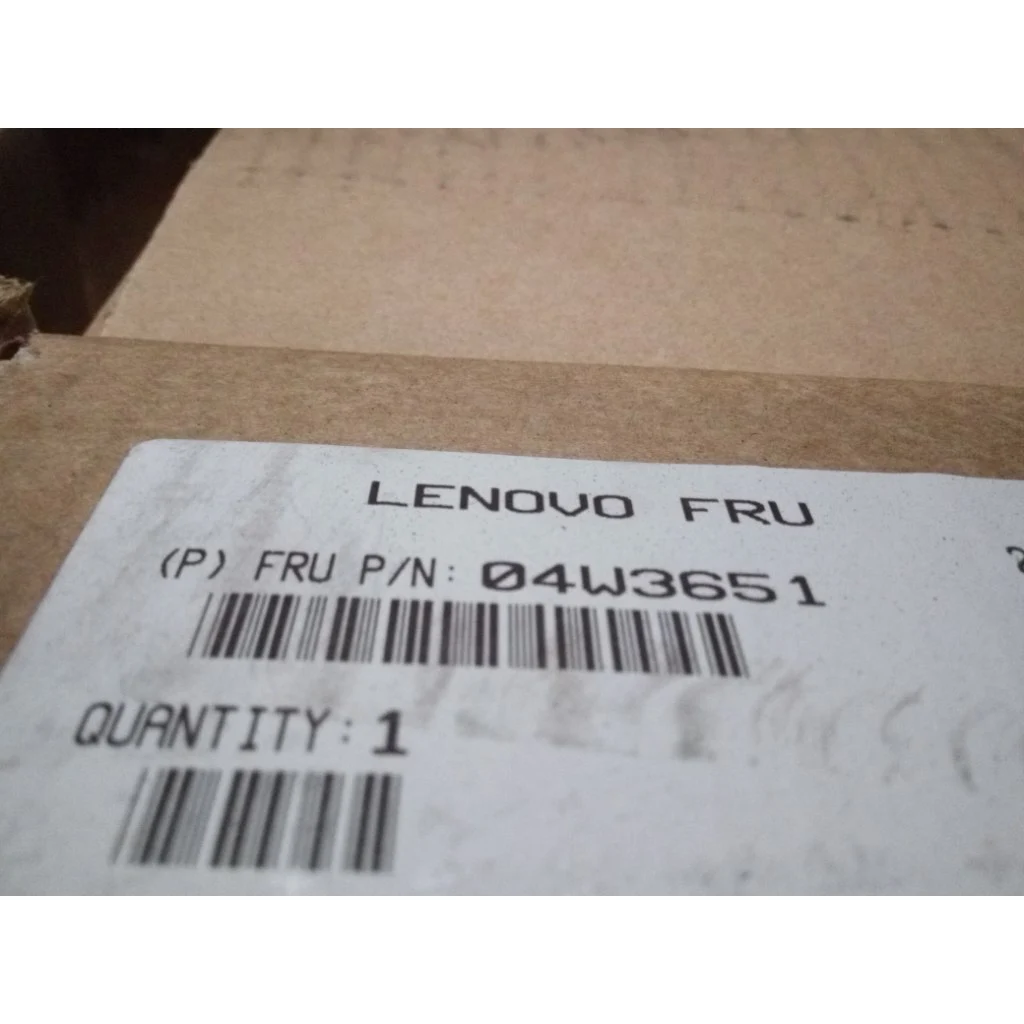 LENOVO FRU
(P) FRU P/N: 04W3651
QUANTITY: 1